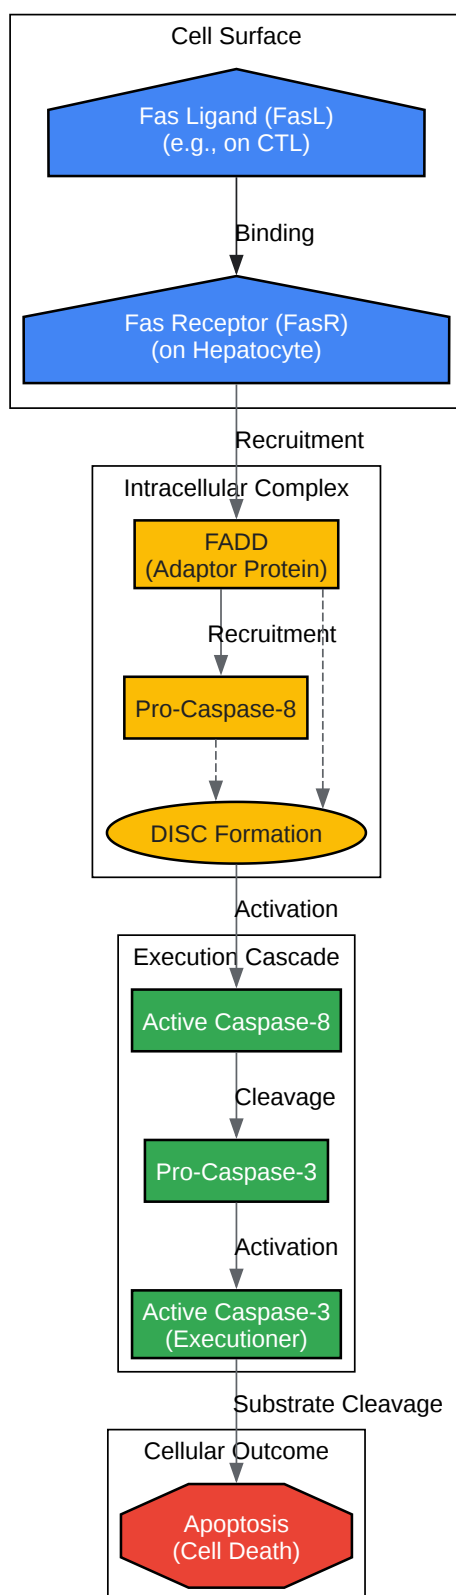 Cell Surface
Fas Ligand (FasL)
(e.g., on CTL)
Binding
Fas Receptor (FasR)
(on Hepatocyte)
Recruitment
Intracellular Complex
FADD
(Adaptor Protein)
Recruitment
Pro-Caspase-8
DISC Formation
Activation
Execution Cascade
Active Caspase-8
Cleavage
Pro-Caspase-3
Activation
Active Caspase-3
(Executioner)
Substrate Cleavage
Cellular Outcome
Apoptosis
(Cell Death)